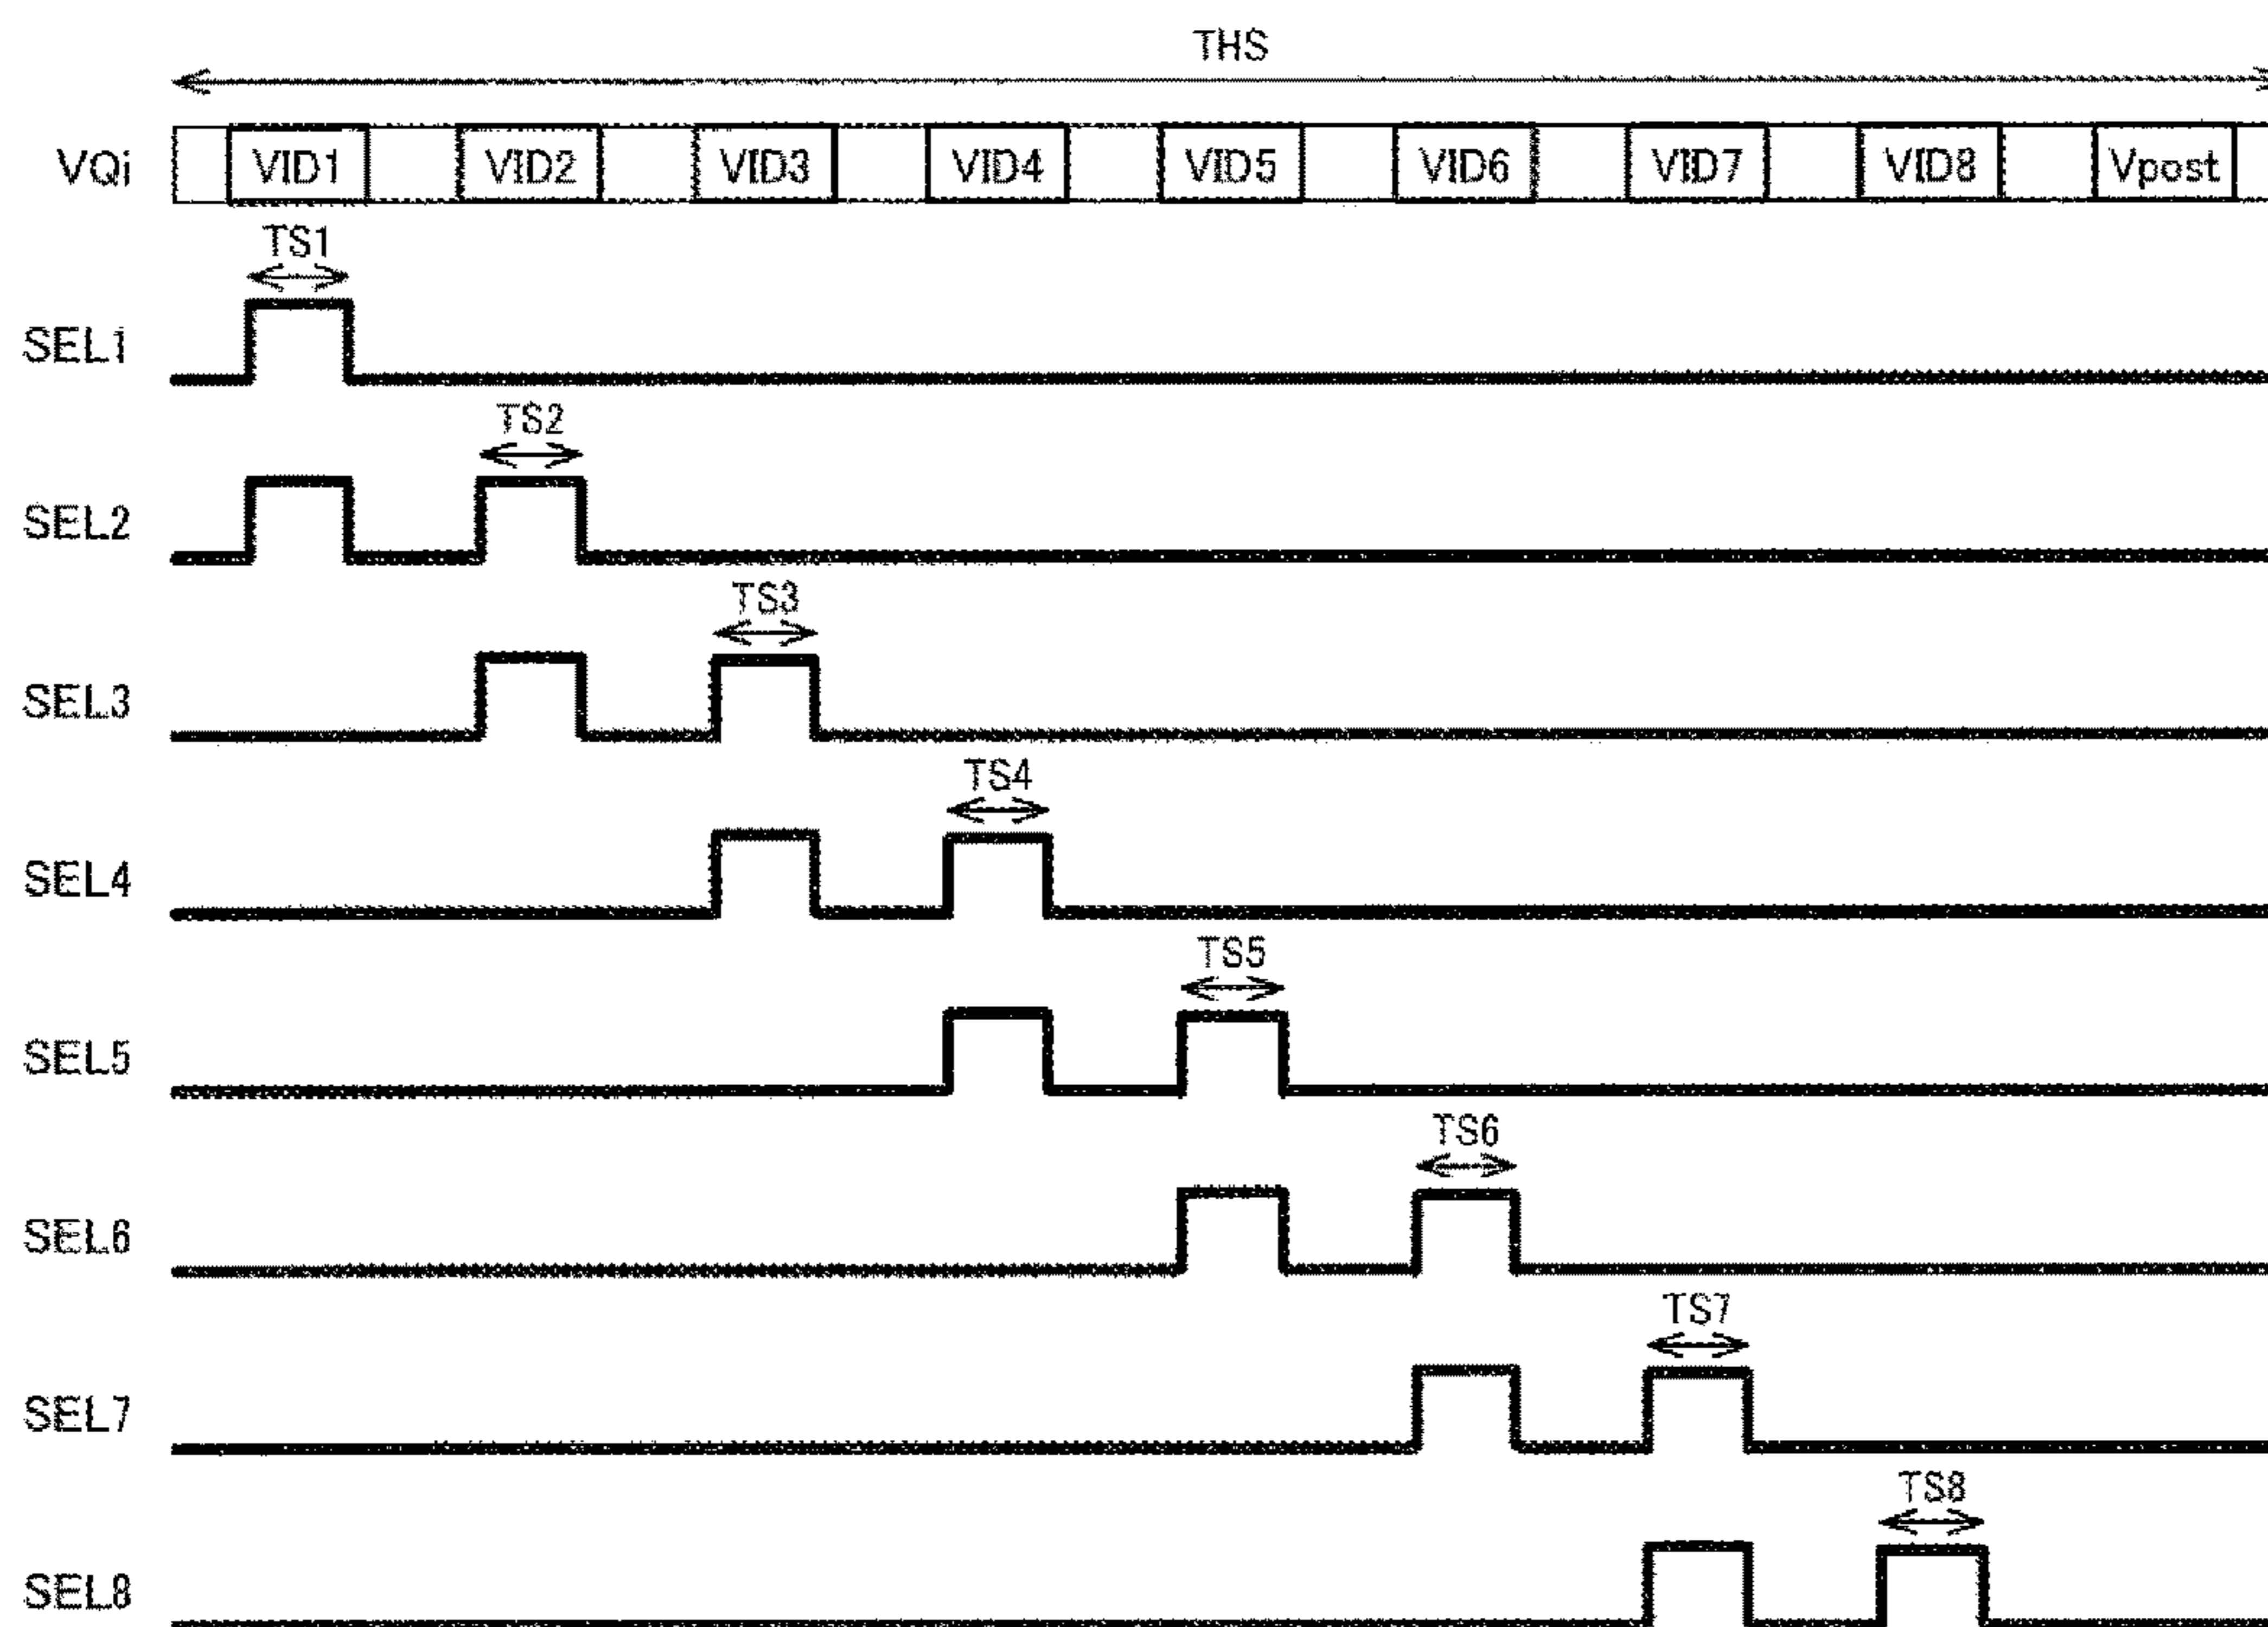 THS
VQi VID1 VID2 VID3 VID4 VID5 VID6 VID7 VID8 Vpost
TS1
SEL1
TS2
SEL2
TS3
SEL3
TS4
SEL4
TS5
SEL5
TS6
SEL6
TS7
SEL7
TS8
SEL8